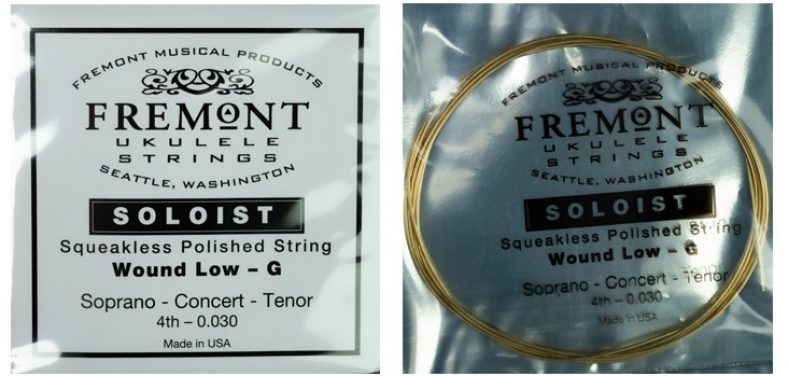 FREMONT MUSICAL PRODUCTS
FREMONT
UKULELE
STRINGS
SEATTLE, WASHINGTON
SOLOIST
Squeakless Polished String
Wound Low – G
Soprano - Concert - Tenor
4th – 0.030
Made in USA
FREMONT MUSICAL PRODUCTS
FREMONT
UKULELE
STRINGS
SEATTLE, WASHINGTON
SOLOIST
Squeakless Polished String
Wound Low – G
Soprano - Concert - Tenor
4th – 0.030
Made in USA